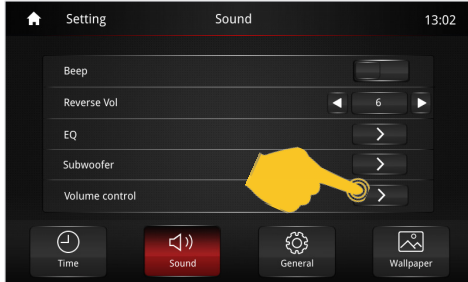 Setting Sound 13:02
Beep
Reverse Vol 6
EQ
Subwoofer
Volume control
Time Sound General Wallpaper